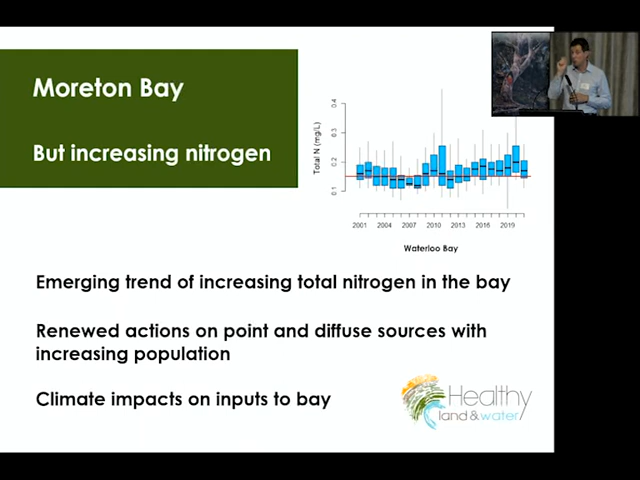 Moreton Bay
But increasing nitrogen
Total N (mg/L)
0.4
0.3
0.2
0.1
2001 2004 2007 2010 2013 2016 2019
Waterloo Bay
Emerging trend of increasing total nitrogen in the bay
Renewed actions on point and diffuse sources with
increasing population
Climate impacts on inputs to bay
Healthy
land & water